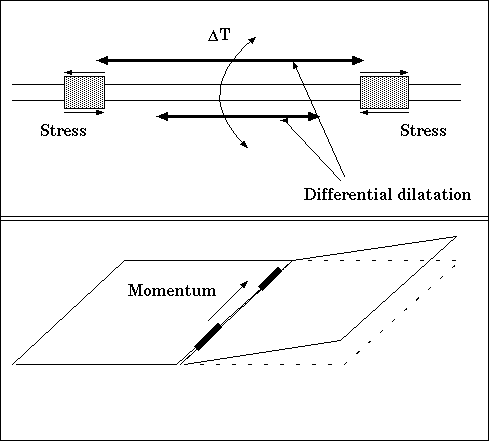 ΔT
Stress
Stress
Differential dilatation
Momentum